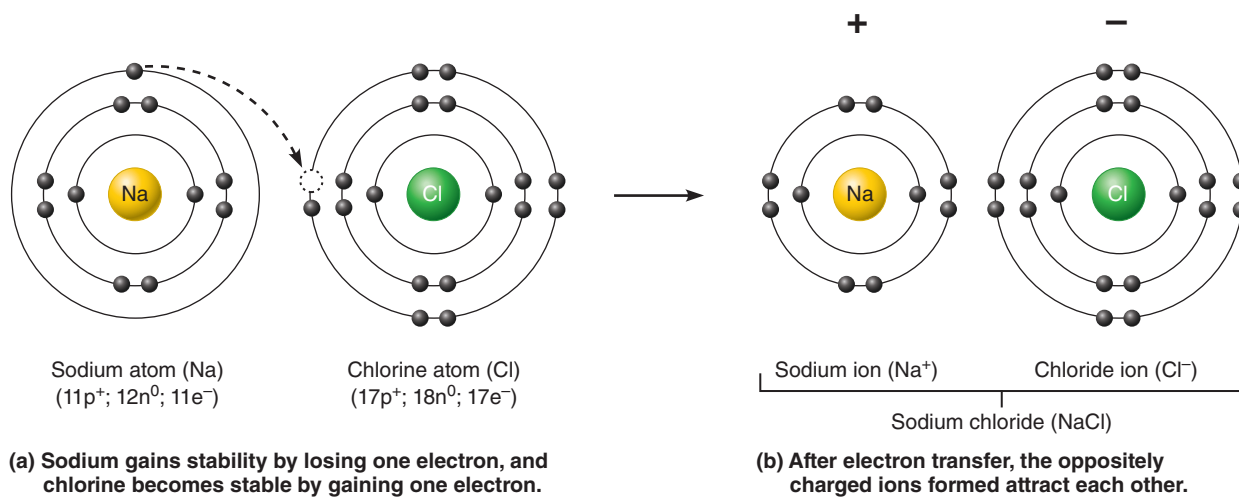 +
−
Na
Cl
Na
Cl
Sodium atom (Na)
(11p⁺; 12n⁰; 11e⁻)
Chlorine atom (Cl)
(17p⁺; 18n⁰; 17e⁻)
Sodium ion (Na⁺)
Chloride ion (Cl⁻)
Sodium chloride (NaCl)
(a) Sodium gains stability by losing one electron, and
chlorine becomes stable by gaining one electron.
(b) After electron transfer, the oppositely
charged ions formed attract each other.